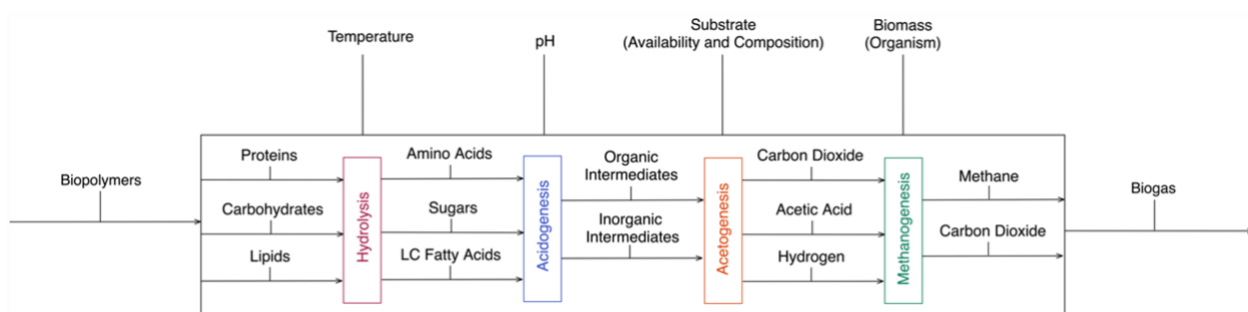 Temperature
pH
Substrate
(Availability and Composition)
Biomass
(Organism)
Biopolymers
Proteins
Carbohydrates
Lipids
Hydrolysis
Amino Acids
Sugars
LC Fatty Acids
Acidogenesis
Organic
Intermediates
Inorganic
Intermediates
Acetogenesis
Carbon Dioxide
Acetic Acid
Hydrogen
Methanogenesis
Methane
Carbon Dioxide
Biogas